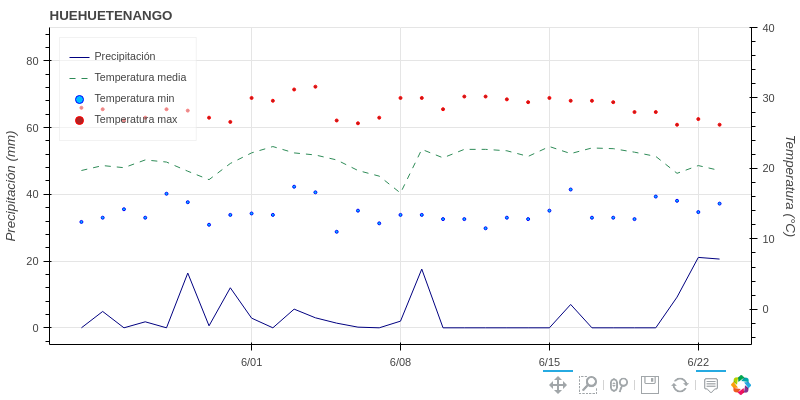 HUEHUETENANGO
Precipitación
Temperatura media
Temperatura min
Temperatura max
Precipitación (mm)
80
60
40
20
0
Temperatura (°C)
40
30
20
10
0
6/01
6/08
6/15
6/22